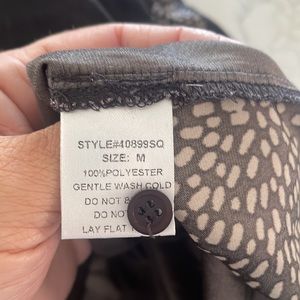 STYLE#40899SQ
SIZE: M
100%POLYESTER
GENTLE WASH COLD
DO NOT
DO NOT
LAY FLAT